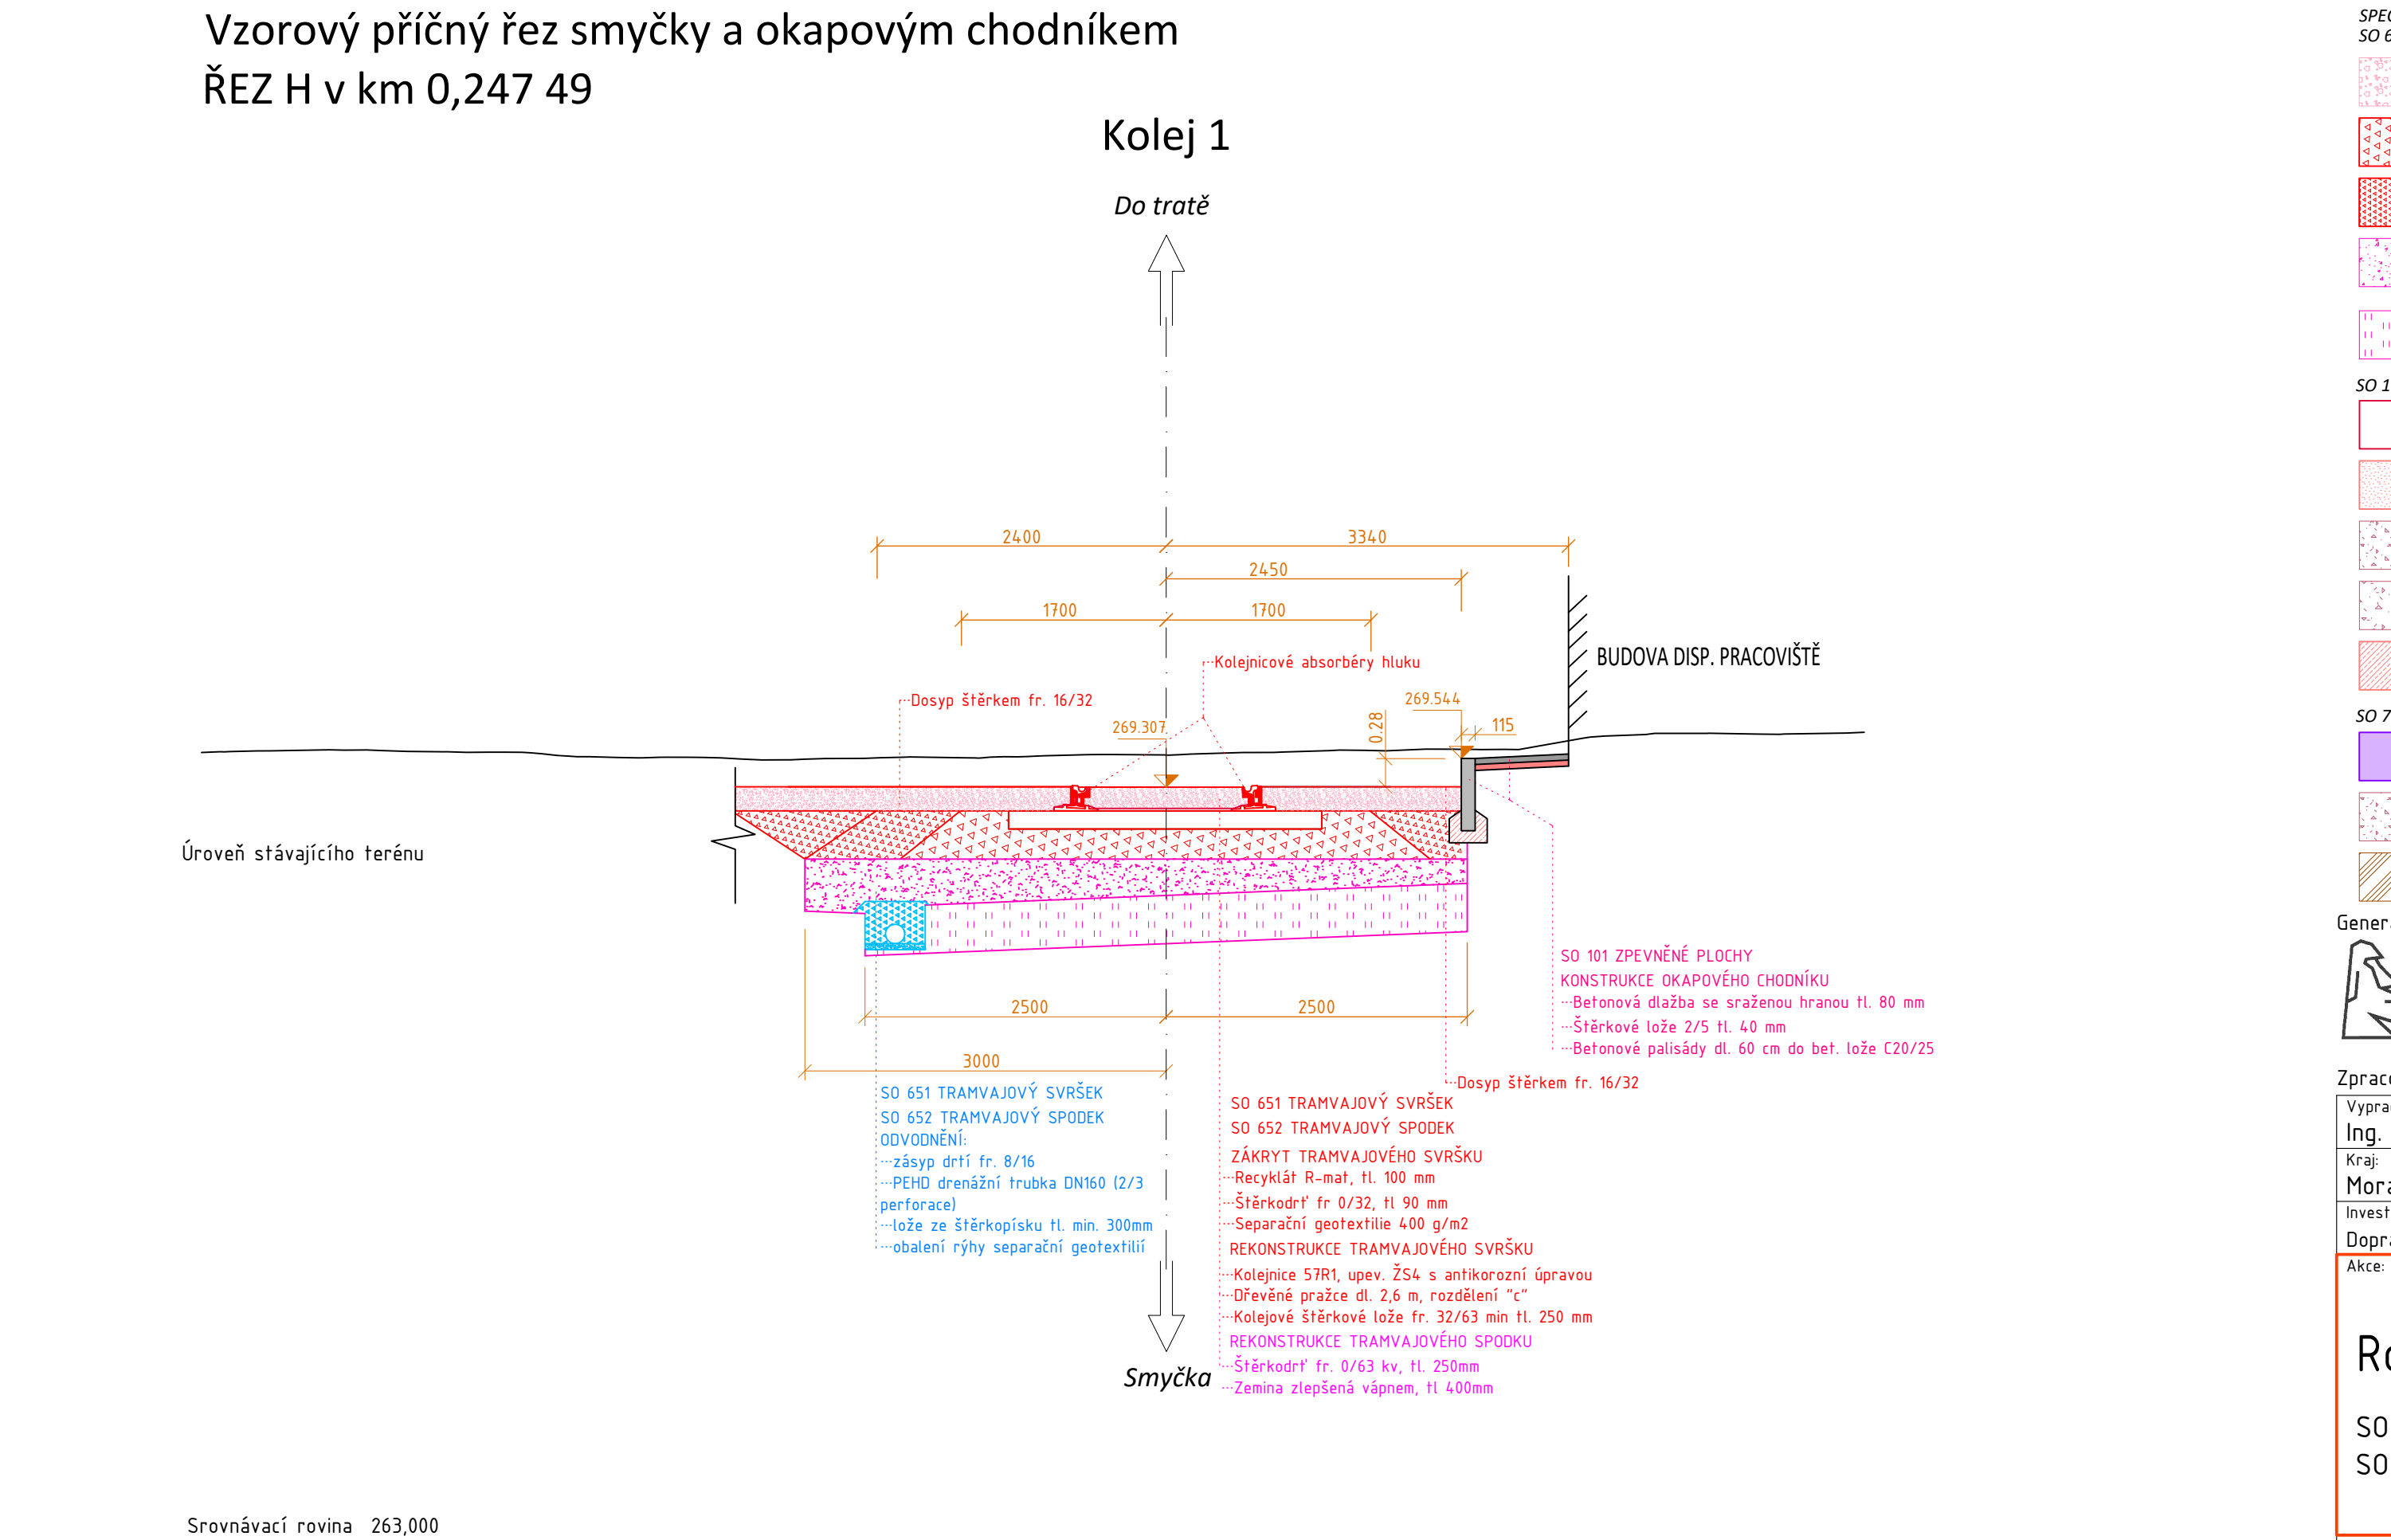 Vzorový příčný řez smyčky a okapovým chodníkem
ŘEZ H v km 0,247 49
Kolej 1
Do tratě
2400
3340
2450
1700
1700
Kolejnicové absorbéry hluku
BUDOVA DISP. PRACOVIŠTĚ
Dosyp štěrkem fr. 16/32
269.307
0.28
269.544
115
Úroveň stávajícího terénu
2500
2500
3000
SO 101 ZPEVNĚNÉ PLOCHY
KONSTRUKCE OKAPOVÉHO CHODNÍKU
Betonová dlažba se sraženou hranou tl. 80 mm
Štěrkové lože 2/5 tl. 40 mm
Betonové palisády dl. 60 cm do bet. lože C20/25
Dosyp štěrkem fr. 16/32
SO 651 TRAMVAJOVÝ SVRŠEK
SO 652 TRAMVAJOVÝ SPODEK
ODVODNĚNÍ:
zásyp drtí fr. 8/16
PEHD drenážní trubka DN160 (2/3
perforace)
lože ze štěrkopísku tl. min. 300mm
obalení rýhy separační geotextilií
SO 651 TRAMVAJOVÝ SVRŠEK
SO 652 TRAMVAJOVÝ SPODEK
ZÁKRYT TRAMVAJOVÉHO SVRŠKU
Recyklát R-mat, tl. 100 mm
Štěrkodrť fr 0/32, tl 90 mm
Separační geotextilie 400 g/m2
REKONSTRUKCE TRAMVAJOVÉHO SVRŠKU
Kolejnice 57R1, upev. ŽS4 s antikorozní úpravou
Dřevěné pražce dl. 2,6 m, rozdělení "c"
Kolejové štěrkové lože fr. 32/63 min tl. 250 mm
REKONSTRUKCE TRAMVAJOVÉHO SPODKU
Štěrkodrť fr. 0/63 kv, tl. 250mm
Zemina zlepšená vápnem, tl 400mm
Smyčka
Srovnávací rovina 263,000
SO
SO
SO
Ing.
Kraj:
Akce:
SO
SO